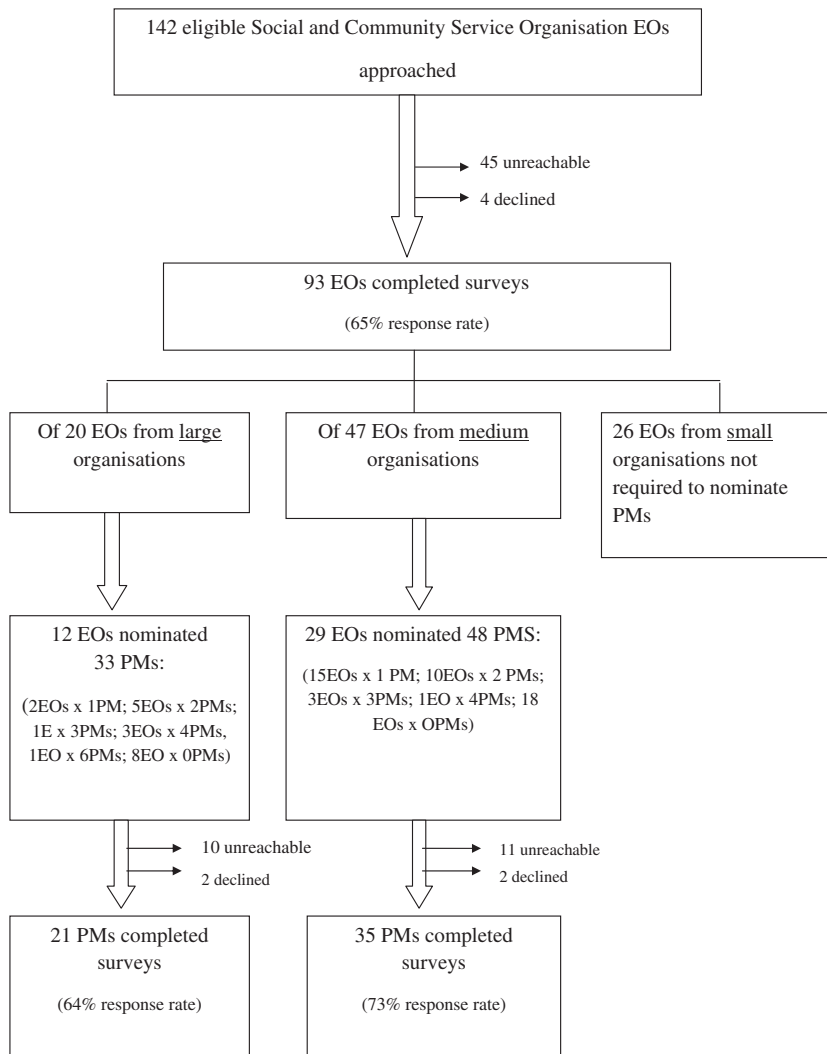 142 eligible Social and Community Service Organisation EOs
approached
45 unreachable
4 declined
93 EOs completed surveys
(65% response rate)
Of 20 EOs from large
organisations
Of 47 EOs from medium
organisations
26 EOs from small
organisations not
required to nominate
PMs
12 EOs nominated
33 PMs:
(2EOs x 1PM; 5EOs x 2PMs;
1E x 3PMs; 3EOs x 4PMs,
1EO x 6PMs; 8EO x 0PMs)
29 EOs nominated 48 PMS:
(15EOs x 1 PM; 10EOs x 2 PMs;
3EOs x 3PMs; 1EO x 4PMs; 18
EOs x OPMs)
10 unreachable
2 declined
11 unreachable
2 declined
21 PMs completed
surveys
(64% response rate)
35 PMs completed
surveys
(73% response rate)